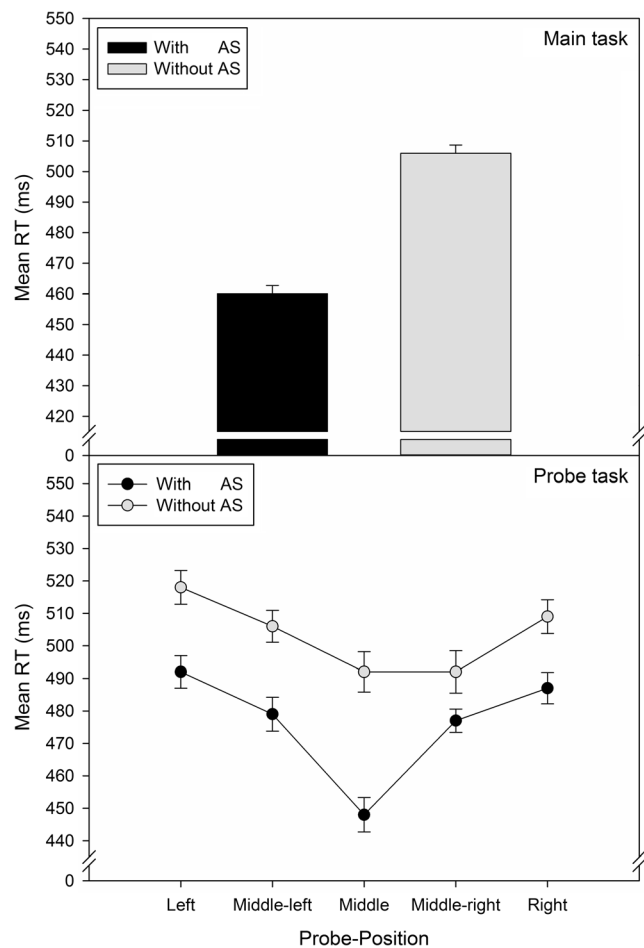 550
540
530
520
510
500
490
480
470
460
450
440
430
420
0
Mean RT (ms)
With AS
Without AS
Main task
550
540
530
520
510
500
490
480
470
460
450
440
0
Mean RT (ms)
With AS
Without AS
Probe task
Left Middle-left Middle Middle-right Right
Probe-Position